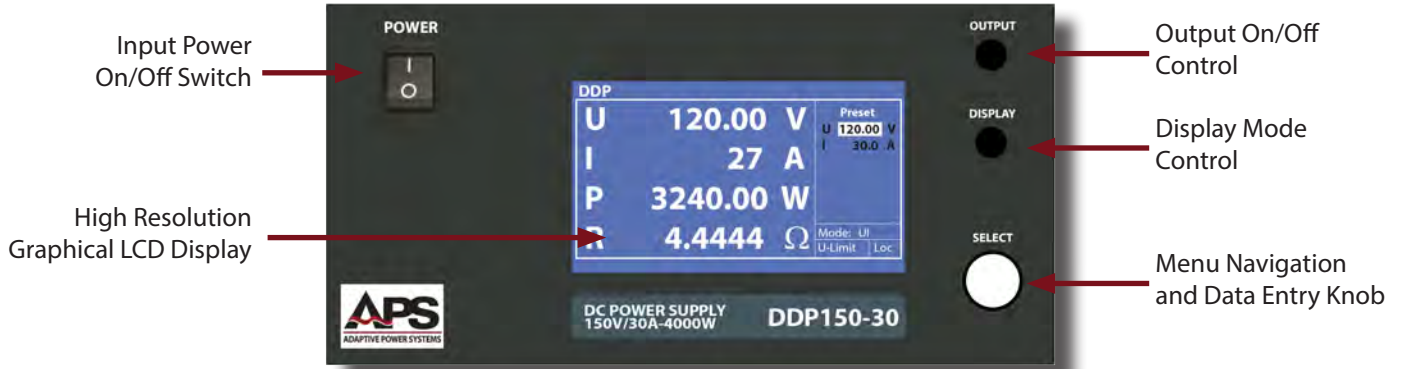 Input Power
On/Off Switch
High Resolution
Graphical LCD Display
POWER
I
O
DDP
U 120.00 V
I 27 A
P 3240.00 W
R 4.4444 Ω
Preset
U 120.00 V
I 30.0 A
Mode: UI
U-Limit Loc
APS
ADAPTIVE POWER SYSTEMS
DC POWER SUPPLY
150V/30A-4000W
DDP150-30
OUTPUT
DISPLAY
SELECT
Output On/Off
Control
Display Mode
Control
Menu Navigation
and Data Entry Knob